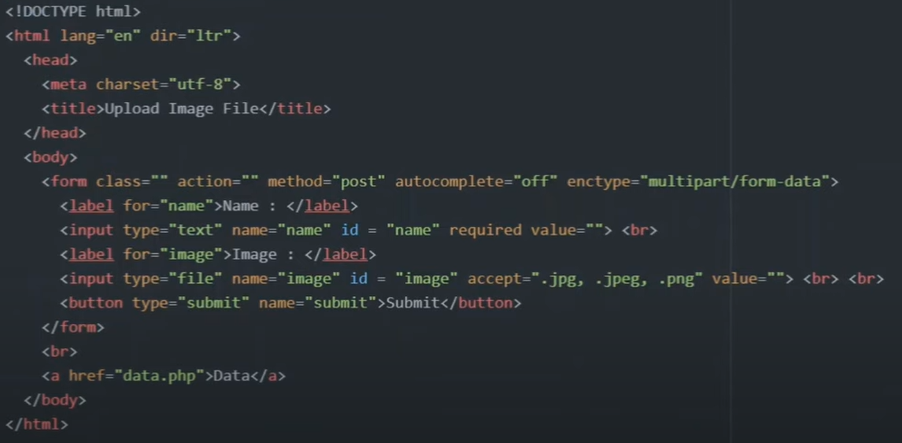 <!DOCTYPE html>
<html lang="en" dir="ltr">
<head>
<meta charset="utf-8">
<title>Upload Image File</title>
</head>
<body>
<form class="" action="" method="post" autocomplete="off" enctype="multipart/form-data">
<label for="name">Name : </label>
<input type="text" name="name" id = "name" required value=""> <br>
<label for="image">Image : </label>
<input type="file" name="image" id = "image" accept=".jpg, .jpeg, .png" value=""> <br> <br>
<button type="submit" name="submit">Submit</button>
</form>
<br>
<a href="data.php">Data</a>
</body>
</html>